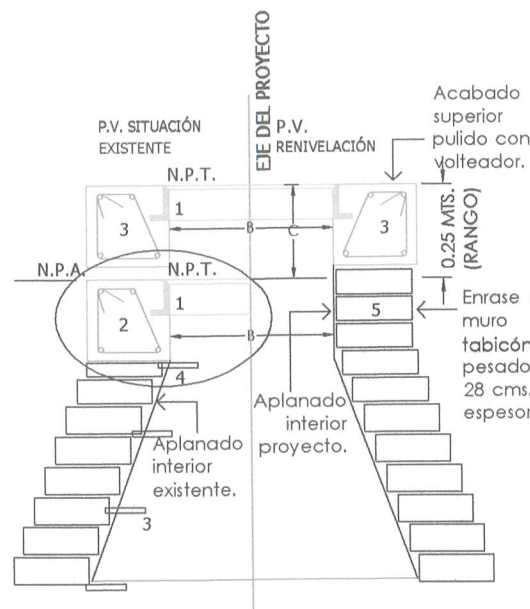 EJE DEL PROYECTO
P.V. SITUACIÓN
EXISTENTE
P.V.
RENIVELACIÓN
Acabado
superior
pulido con
volteador.
N.P.T.
1
3
B
C
3
0.25 MTS.
(RANGO)
N.P.A.
N.P.T.
1
2
B
5
Enrase
muro
tabicón
pesado
28 cms.
espesor
4
Aplanado
interior
existente.
Aplanado
interior
proyecto.
3